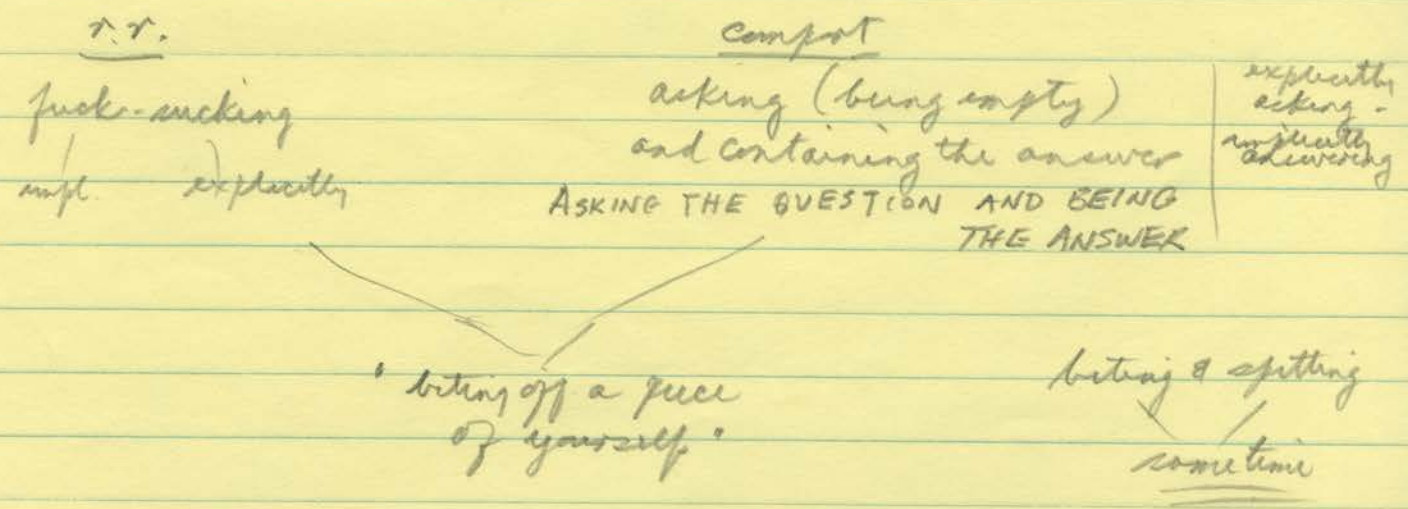 r.r.
fuck-sucking
impl. explicitly
compot
asking (being empty)
and containing the answer
ASKING THE QUESTION AND BEING
THE ANSWER
explicitly
asking -
implicitly
answering
"biting off a piece
of yourself"
biting & spitting
sometime